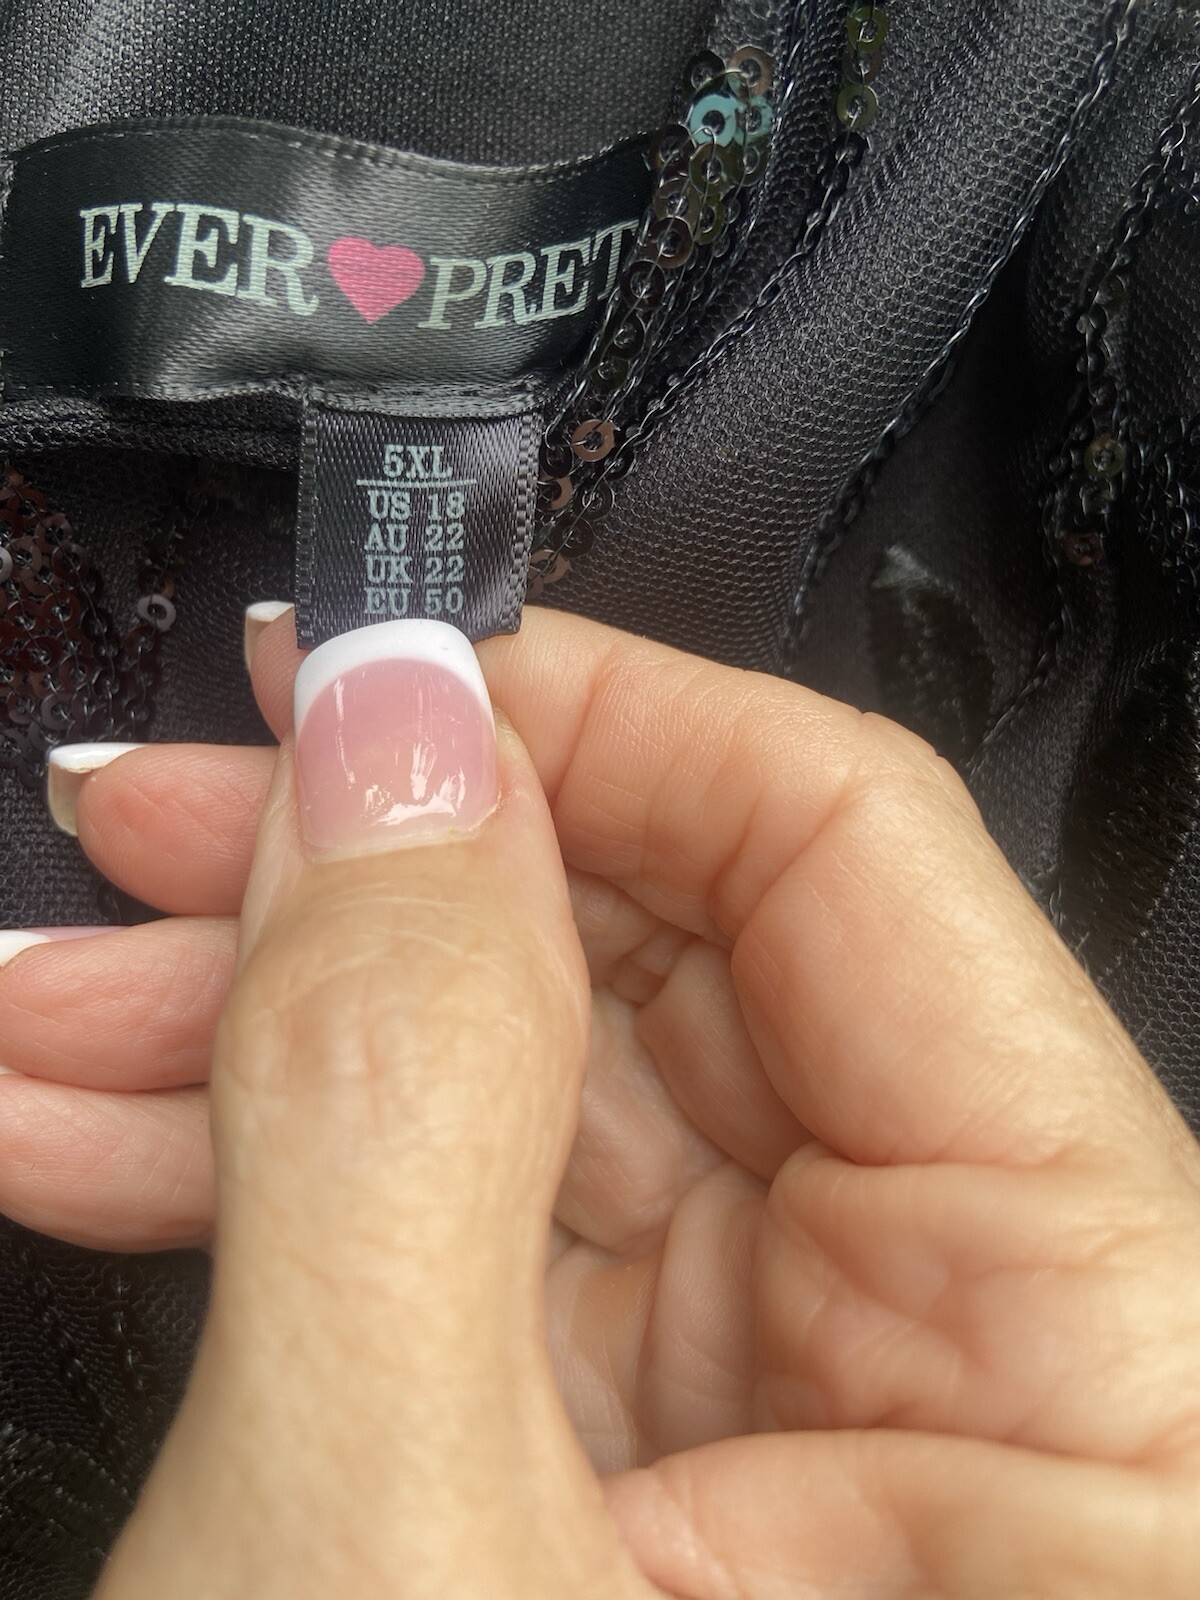 EVER PRET
5XL
US 18
AU 22
UK 22
EU 50